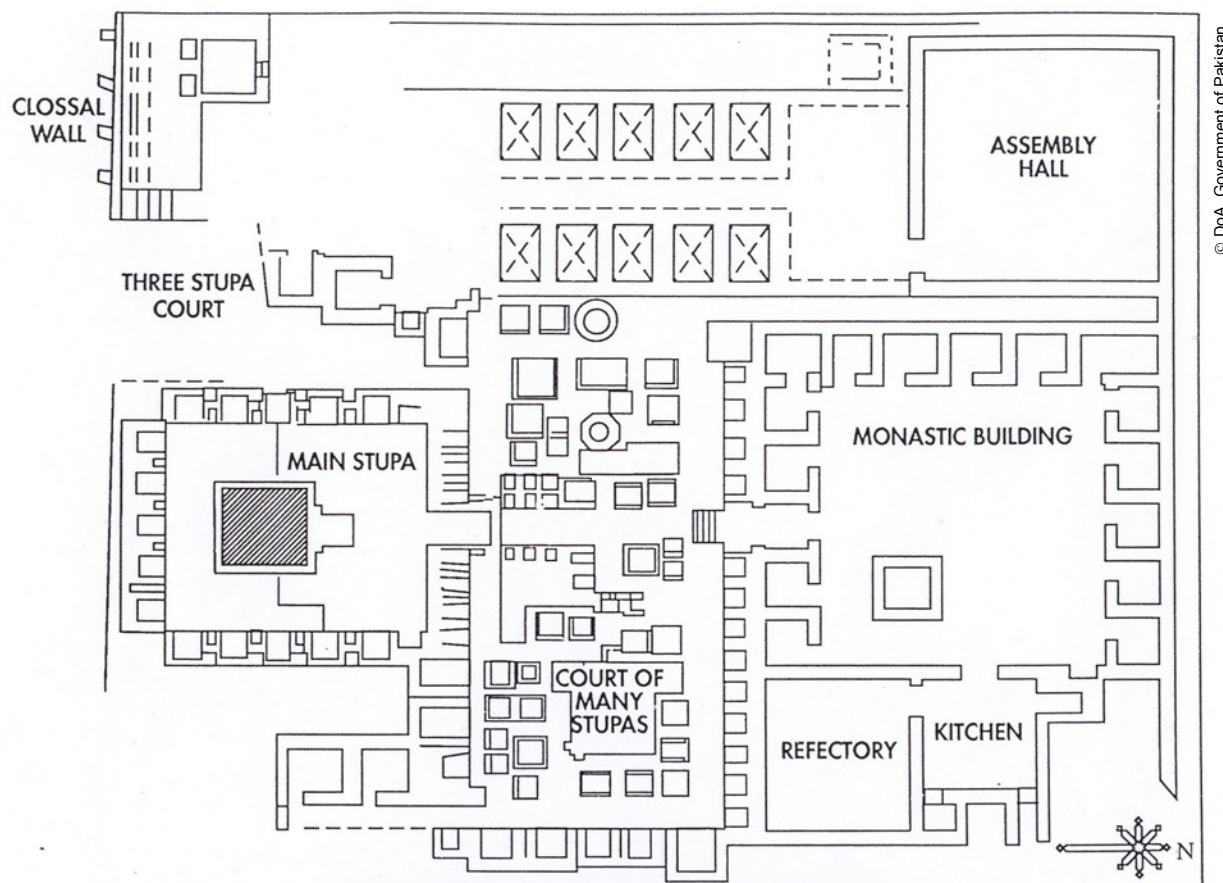 CLOSSAL
WALL
ASSEMBLY
HALL
© DoA, Government of Pakistan
THREE STUPA
COURT
MONASTIC BUILDING
MAIN STUPA
COURT OF
MANY
STUPAS
REFECTORY
KITCHEN
N